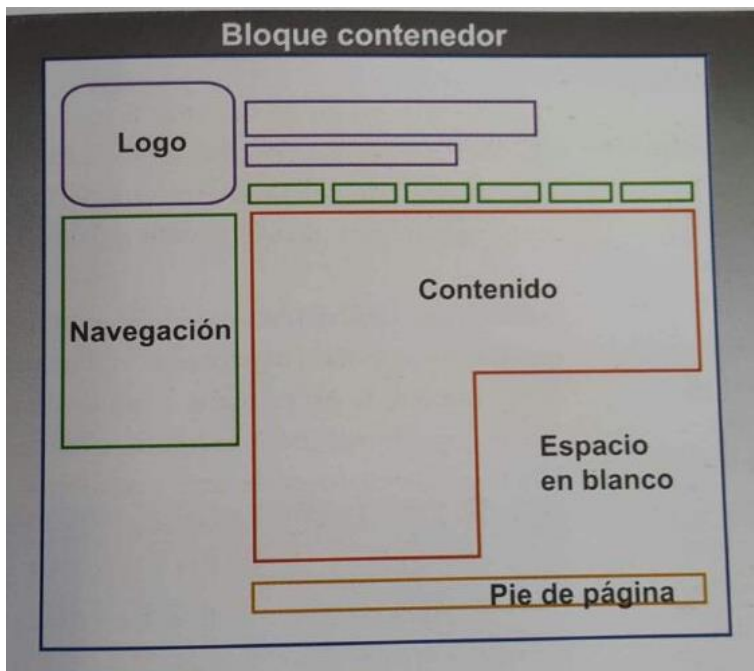 Bloque contenedor
Logo
Contenido
Navegación
Espacio
en blanco
Pie de página